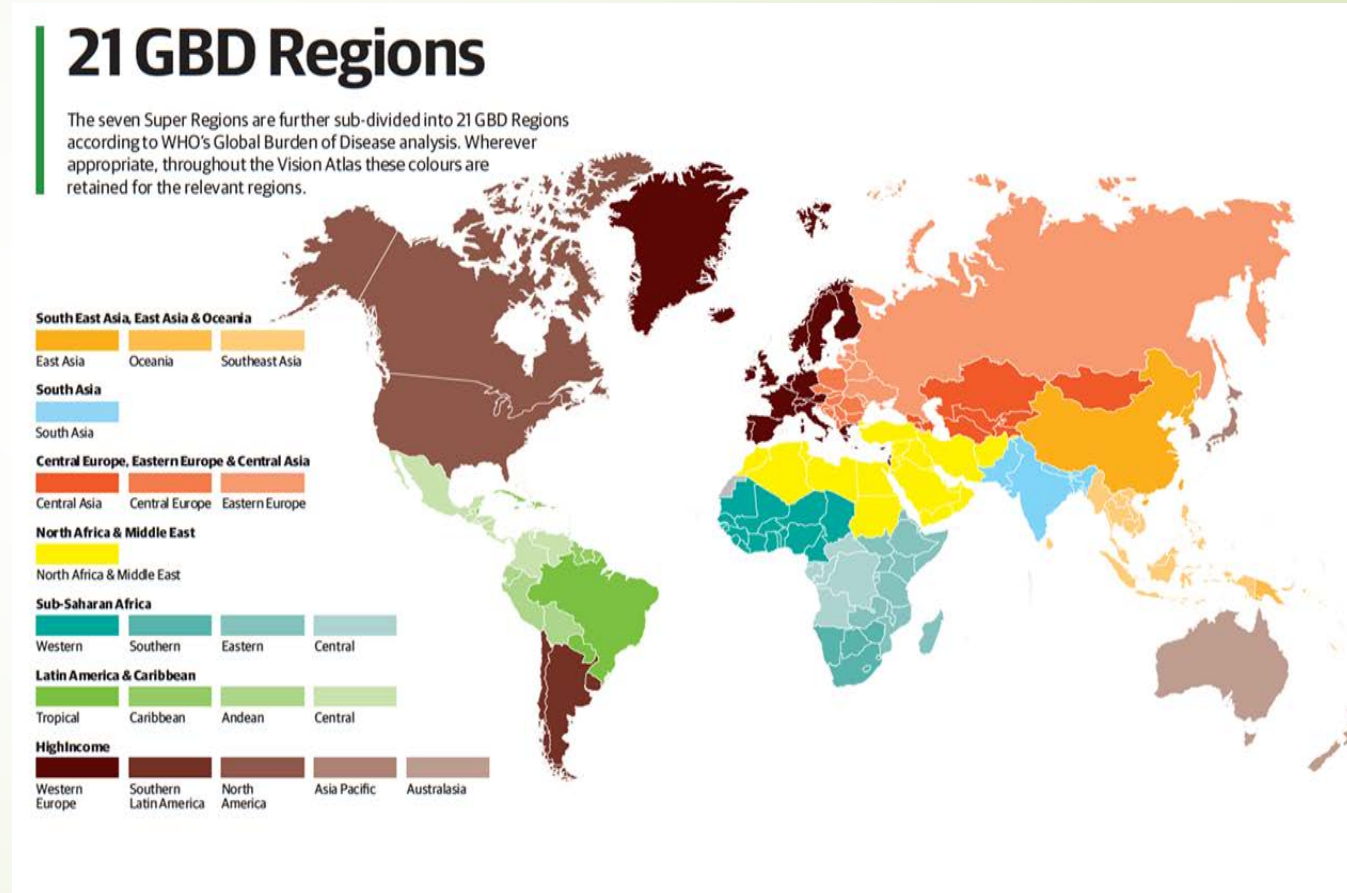 21 GBD Regions
The seven Super Regions are further sub-divided into 21 GBD Regions
according to WHO's Global Burden of Disease analysis. Wherever
appropriate, throughout the Vision Atlas these colours are
retained for the relevant regions.
South East Asia, East Asia & Oceania
East Asia Oceania Southeast Asia
South Asia
South Asia
Central Europe, Eastern Europe & Central Asia
Central Asia Central Europe Eastern Europe
North Africa & Middle East
North Africa & Middle East
Sub-Saharan Africa
Western Southern Eastern Central
Latin America & Caribbean
Tropical Caribbean Andean Central
HighIncome
Western Southern North Asia Pacific Australasia
Europe Latin America America